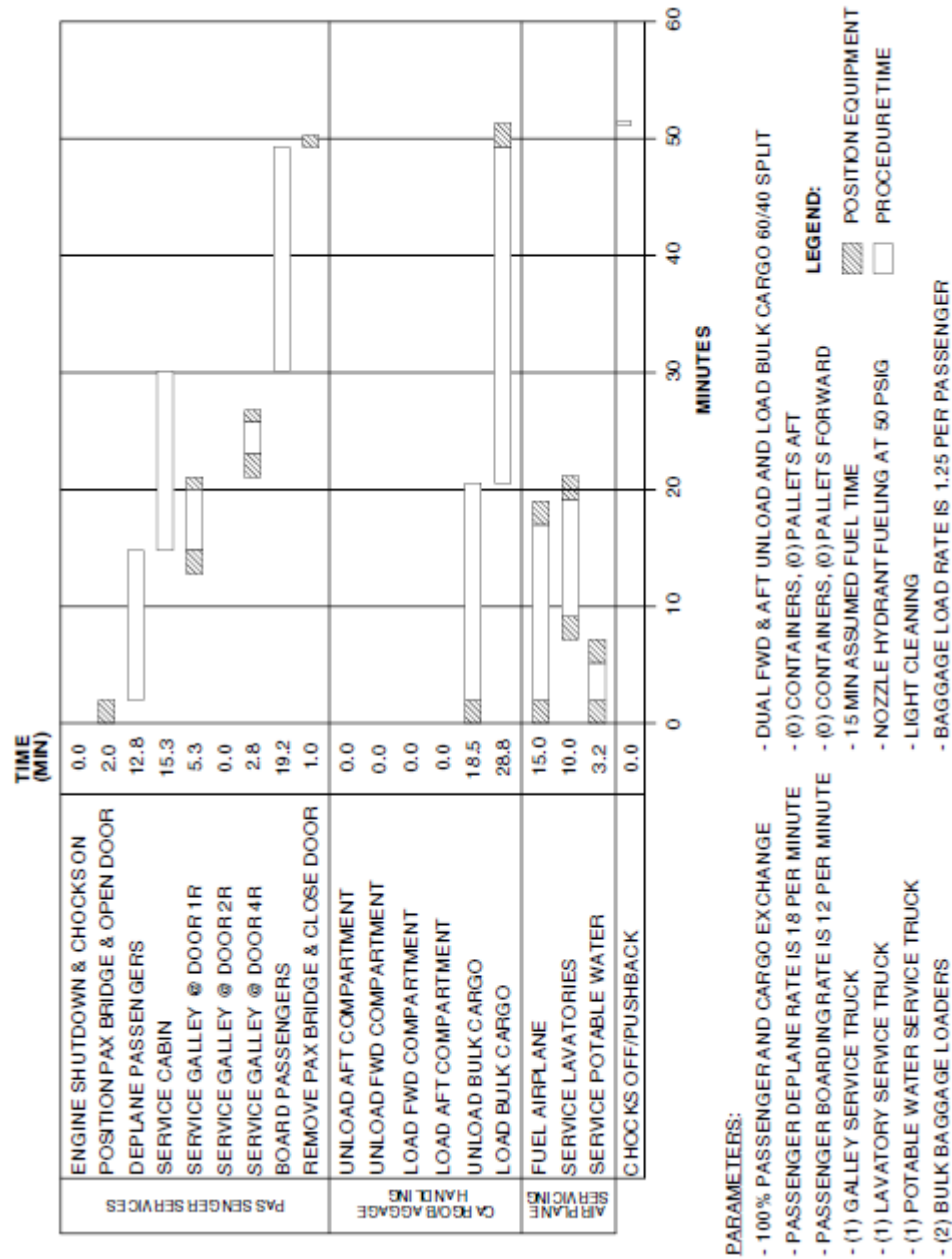 TIME
(MIN)
PASSENGER SERVICES
ENGINE SHUTDOWN & CHOCKS ON 0.0
POSITION PAX BRIDGE & OPEN DOOR 2.0
DEPLANE PASSENGERS 12.8
SERVICE CABIN 15.3
SERVICE GALLEY @ DOOR 1R 5.3
SERVICE GALLEY @ DOOR 2R 0.0
SERVICE GALLEY @ DOOR 4R 2.8
BOARD PASSENGERS 19.2
REMOVE PAX BRIDGE & CLOSE DOOR 1.0
CARGO/BAGGAGE
HANDLING
UNLOAD AFT COMPARTMENT 0.0
UNLOAD FWD COMPARTMENT 0.0
LOAD FWD COMPARTMENT 0.0
LOAD AFT COMPARTMENT 0.0
UNLOAD BULK CARGO 18.5
LOAD BULK CARGO 28.8
AIRPLANE
SERVICING
FUEL AIRPLANE 15.0
SERVICE LAVATORIES 10.0
SERVICE POTABLE WATER 3.2
CHOCKS OFF/PUSHBACK 0.0
0 10 20 30 40 50 60
MINUTES
PARAMETERS:
- 100% PASSENGER AND CARGO EXCHANGE
- PASSENGER DEPLANE RATE IS 18 PER MINUTE
- PASSENGER BOARDING RATE IS 12 PER MINUTE
- (1) GALLEY SERVICE TRUCK
- (1) LAVATORY SERVICE TRUCK
- (1) POTABLE WATER SERVICE TRUCK
- (2) BULK BAGGAGE LOADERS
- DUAL FWD & AFT UNLOAD AND LOAD BULK CARGO 60/40 SPLIT
- (0) CONTAINERS, (0) PALLETS AFT
- (0) CONTAINERS, (0) PALLETS FORWARD
- 15 MIN ASSUMED FUEL TIME
- NOZZLE HYDRANT FUELING AT 50 PSIG
- LIGHT CLEANING
- BAGGAGE LOAD RATE IS 1.25 PER PASSENGER
LEGEND:
POSITION EQUIPMENT
PROCEDURE TIME